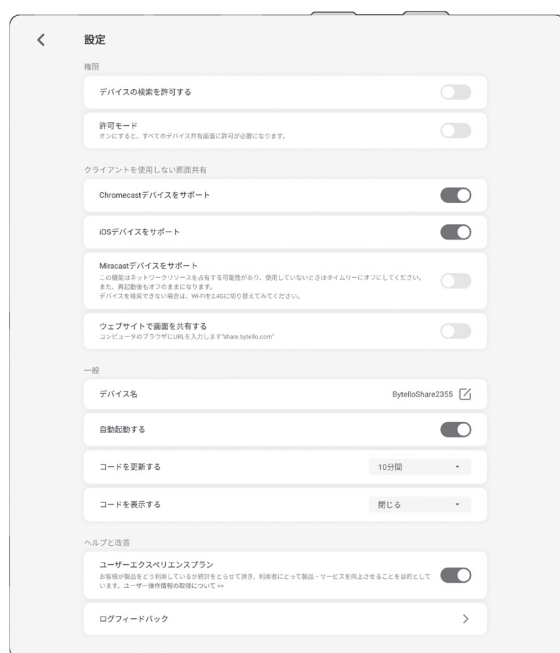 設定
権限
デバイスの検索を許可する
許可モード
オンにすると、すべてのデバイス共有画面に許可が必要になります。
クライアントを使用しない画面共有
Chromecastデバイスをサポート
iOSデバイスをサポート
Miracastデバイスをサポート
この機能はネットワークリソースを占有する可能性があり、使用していないときはタイムリーにオフにしてください。
また、再起動後もオフのままになります。
デバイスを検索できない場合は、Wi-Fiを2.4Gに切り替えてみてください。
ウェブサイトで画面を共有する
コンピュータのブラウザにURLを入力します"share.bytello.com"
一般
デバイス名
BytelloShare2355
自動起動する
コードを更新する
10分間
コードを表示する
閉じる
ヘルプと改善
ユーザーエクスペリエンスプラン
お客様が製品をどう利用しているか統計をとらせて頂き、利用者にとって製品・サービスを向上させることを目的として
います。ユーザー操作情報の取得について >>
ログフィードバック